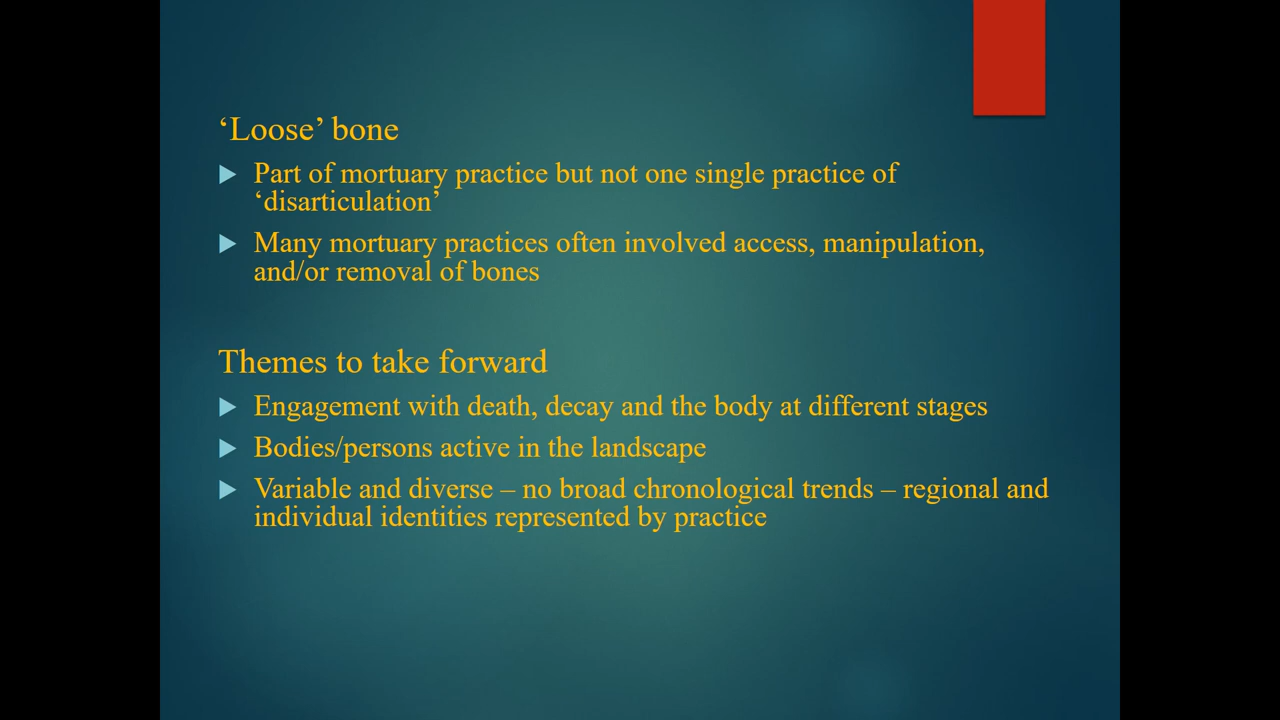 ‘Loose’ bone
Part of mortuary practice but not one single practice of
‘disarticulation’
Many mortuary practices often involved access, manipulation,
and/or removal of bones
Themes to take forward
Engagement with death, decay and the body at different stages
Bodies/persons active in the landscape
Variable and diverse – no broad chronological trends – regional and
individual identities represented by practice